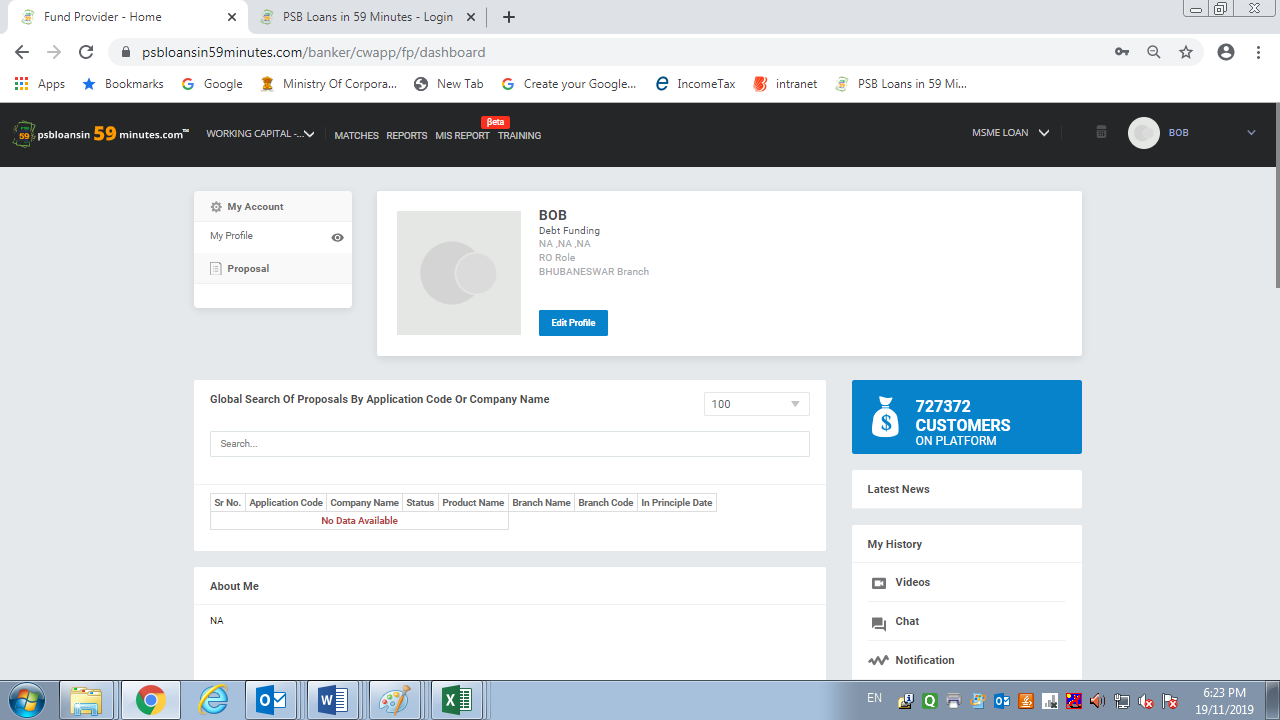 Fund Provider - Home
PSB Loans in 59 Minutes - Login
psbloansin59minutes.com/banker/cwapp/fp/dashboard
Apps
Bookmarks
Google
Ministry Of Corpora...
New Tab
Create your Google...
IncomeTax
intranet
PSB Loans in 59 Mi...
psbloansin 59 minutes.com™
WORKING CAPITAL -...
MATCHES
REPORTS
MIS REPORT
βeta
TRAINING
MSME LOAN
BOB
My Account
My Profile
Proposal
BOB
Debt Funding
NA ,NA ,NA
RO Role
BHUBANESWAR Branch
Edit Profile
Global Search Of Proposals By Application Code Or Company Name
100
Search...
Sr No. Application Code Company Name Status Product Name Branch Name Branch Code In Principle Date
No Data Available
About Me
NA
727372
CUSTOMERS
ON PLATFORM
Latest News
My History
Videos
Chat
Notification
EN
6:23 PM
19/11/2019